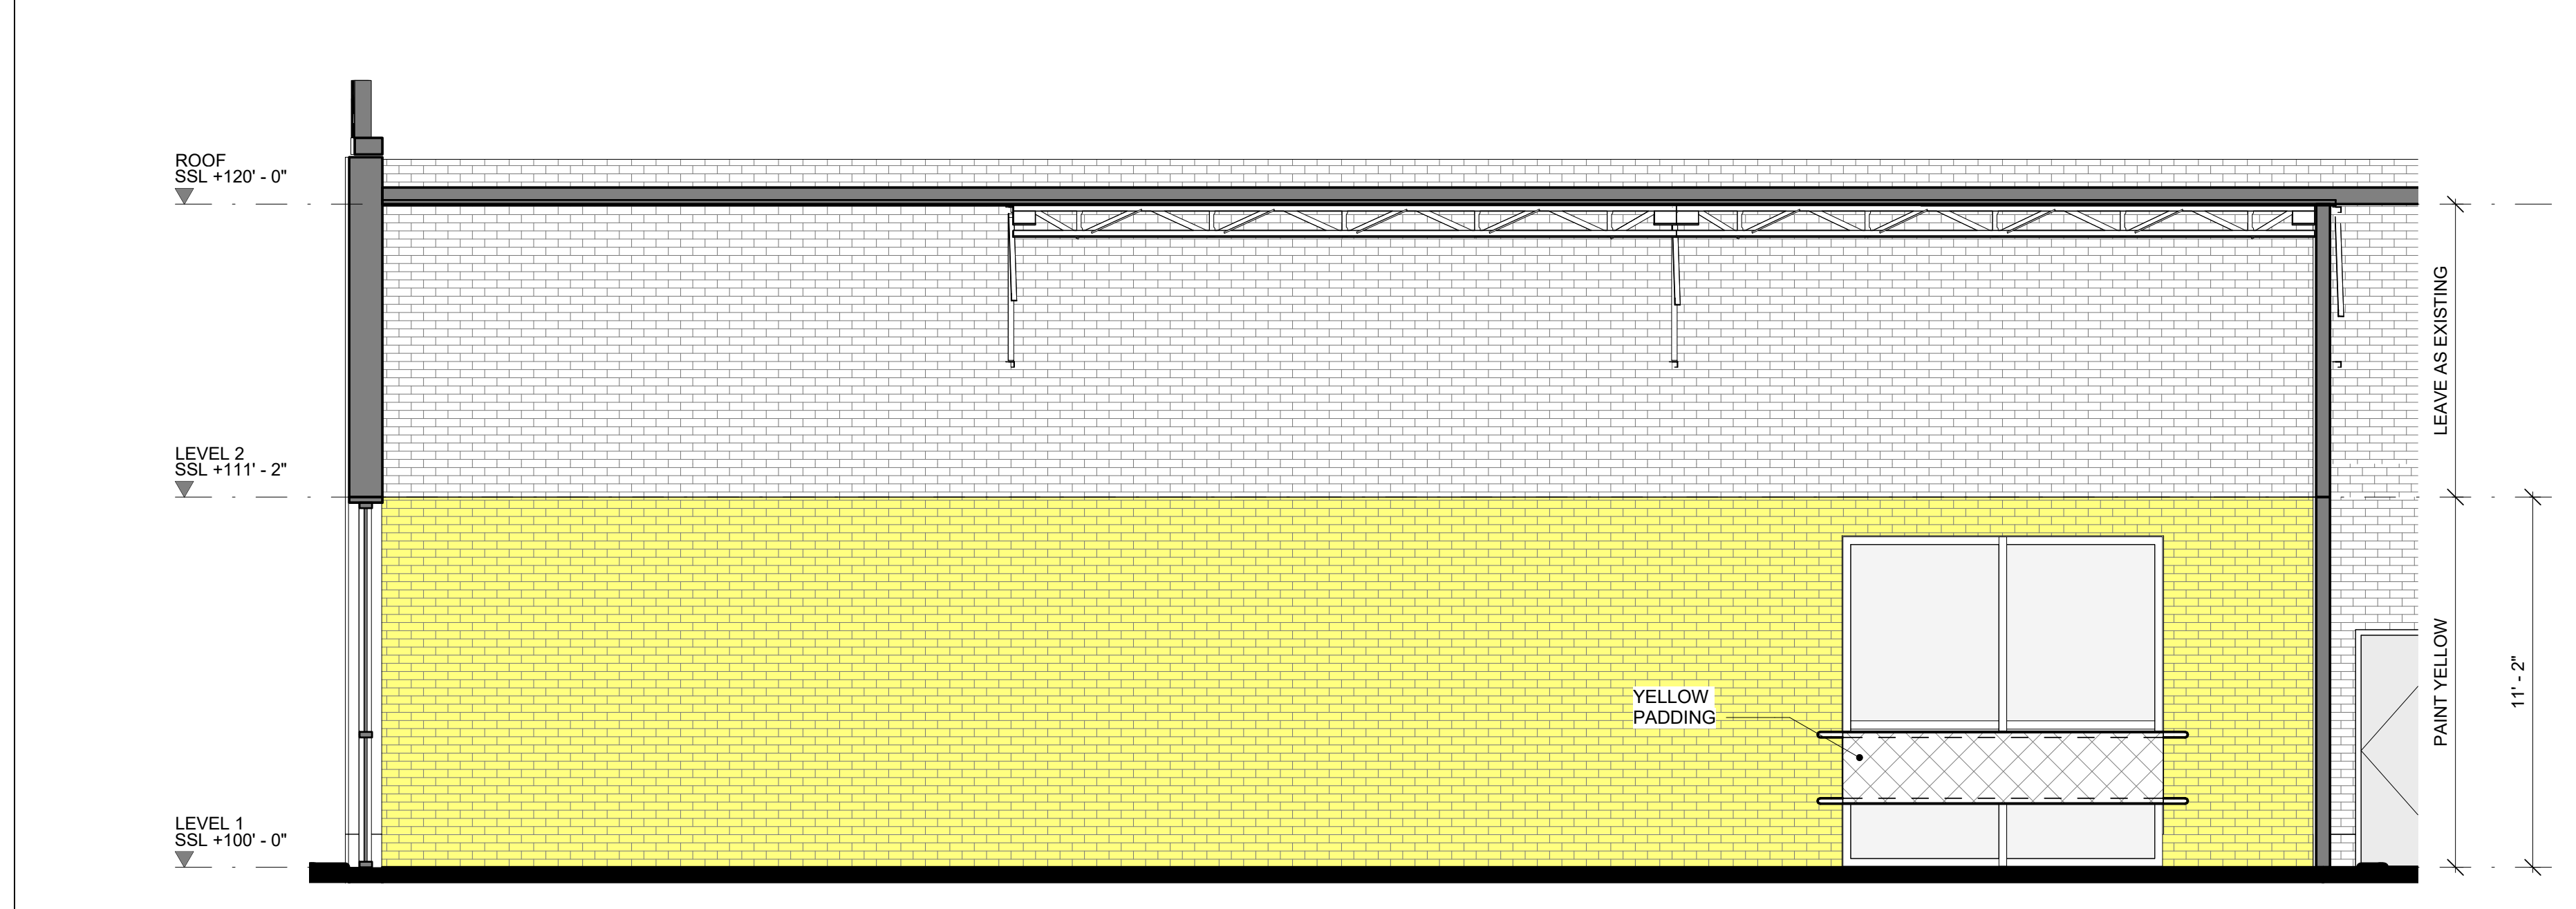 ROOF
SSL +120' - 0"
LEVEL 2
SSL +111' - 2"
LEVEL 1
SSL +100' - 0"
YELLOW
PADDING
LEAVE AS EXISTING
PAINT YELLOW
11' - 2"